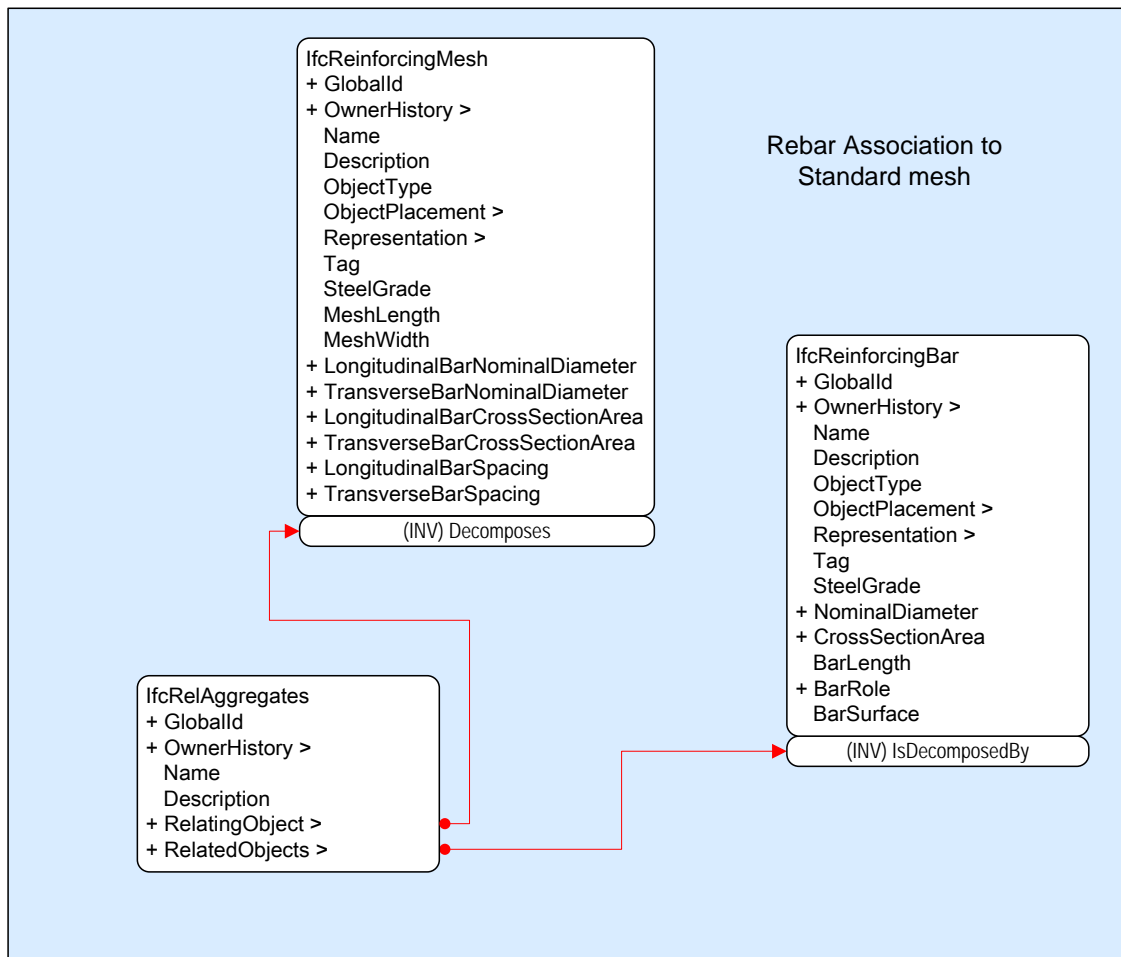 IfcReinforcingMesh
+ GlobalId
+ OwnerHistory >
Name
Description
ObjectType
ObjectPlacement >
Representation >
Tag
SteelGrade
MeshLength
MeshWidth
+ LongitudinalBarNominalDiameter
+ TransverseBarNominalDiameter
+ LongitudinalBarCrossSectionArea
+ TransverseBarCrossSectionArea
+ LongitudinalBarSpacing
+ TransverseBarSpacing
(INV) Decomposes
Rebar Association to
Standard mesh
IfcReinforcingBar
+ GlobalId
+ OwnerHistory >
Name
Description
ObjectType
ObjectPlacement >
Representation >
Tag
SteelGrade
+ NominalDiameter
+ CrossSectionArea
BarLength
+ BarRole
BarSurface
(INV) IsDecomposedBy
IfcRelAggregates
+ GlobalId
+ OwnerHistory >
Name
Description
+ RelatingObject >
+ RelatedObjects >